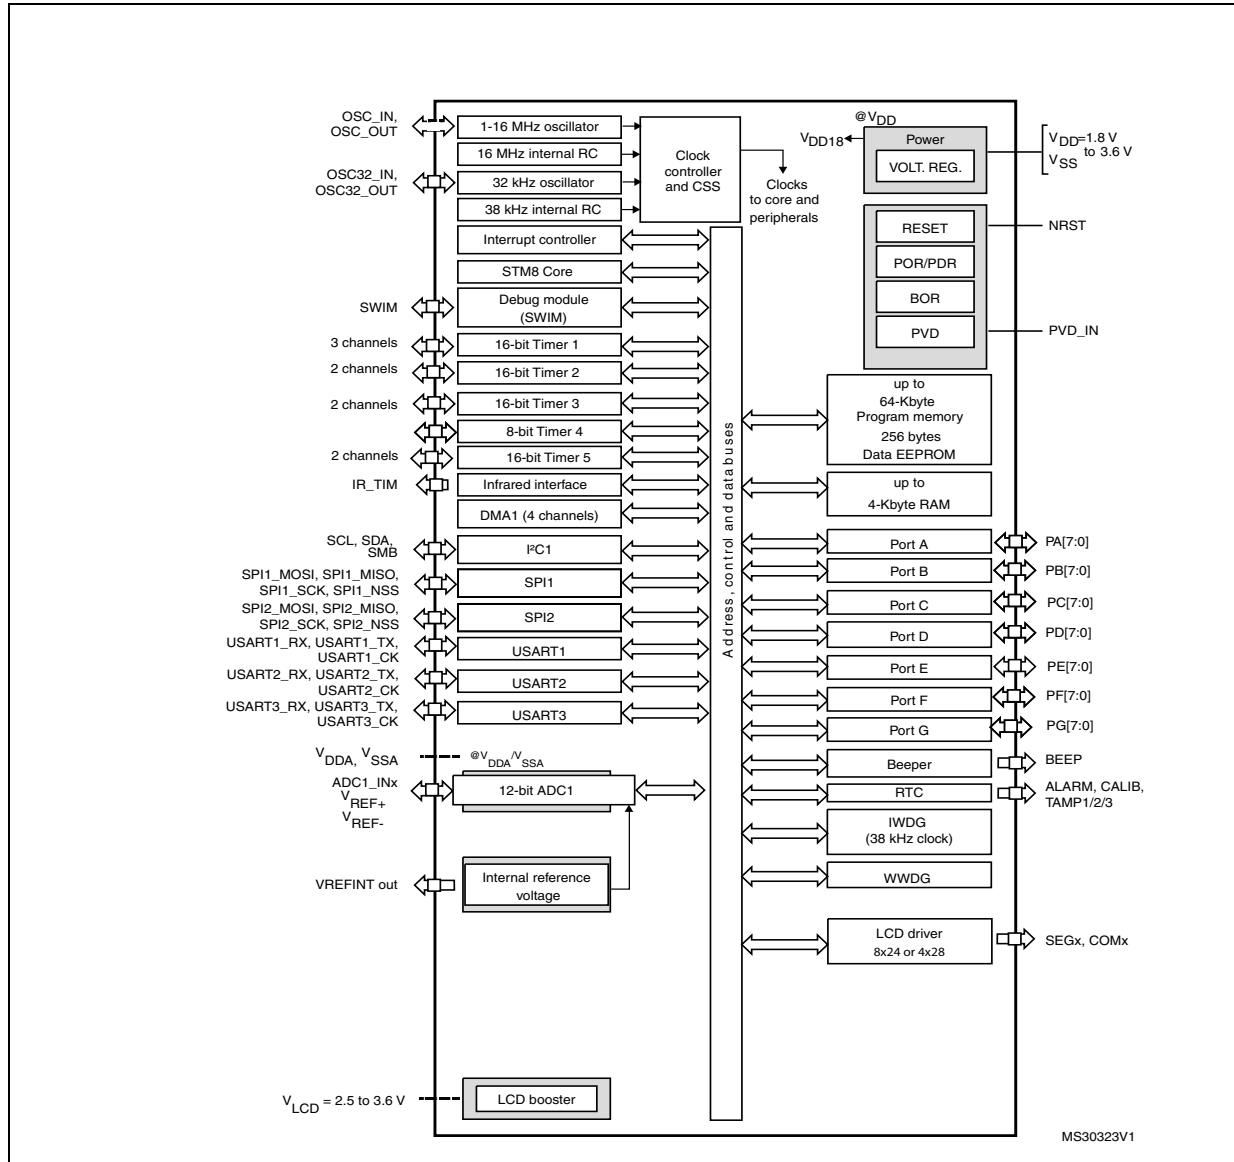 OSC_IN,
OSC_OUT
1-16 MHz oscillator
16 MHz internal RC
OSC32_IN,
OSC32_OUT
32 kHz oscillator
38 kHz internal RC
Clock
controller
and CSS
Clocks
to core and
peripherals
@VDD
VDD18
Power
VOLT. REG.
VDD=1.8 V
to 3.6 V
VSS
RESET
NRST
POR/PDR
BOR
PVD
PVD_IN
Interrupt controller
STM8 Core
SWIM
Debug module
(SWIM)
3 channels
16-bit Timer 1
2 channels
16-bit Timer 2
2 channels
16-bit Timer 3
8-bit Timer 4
2 channels
16-bit Timer 5
IR_TIM
Infrared interface
DMA1 (4 channels)
SCL, SDA,
SMB
I²C1
SPI1_MOSI, SPI1_MISO,
SPI1_SCK, SPI1_NSS
SPI1
SPI2_MOSI, SPI2_MISO,
SPI2_SCK, SPI2_NSS
SPI2
USART1_RX, USART1_TX,
USART1_CK
USART1
USART2_RX, USART2_TX,
USART2_CK
USART2
USART3_RX, USART3_TX,
USART3_CK
USART3
VDDA, VSSA
@VDDA/VSSA
ADC1_INx
VREF+
VREF-
12-bit ADC1
VREFINT out
Internal reference
voltage
VLCD = 2.5 to 3.6 V
LCD booster
Address, control and data buses
up to
64-Kbyte
Program memory
256 bytes
Data EEPROM
up to
4-Kbyte RAM
Port A
PA[7:0]
Port B
PB[7:0]
Port C
PC[7:0]
Port D
PD[7:0]
Port E
PE[7:0]
Port F
PF[7:0]
Port G
PG[7:0]
Beeper
BEEP
RTC
ALARM, CALIB,
TAMP1/2/3
IWDG
(38 kHz clock)
WWDG
LCD driver
8x24 or 4x28
SEGx, COMx
MS30323V1